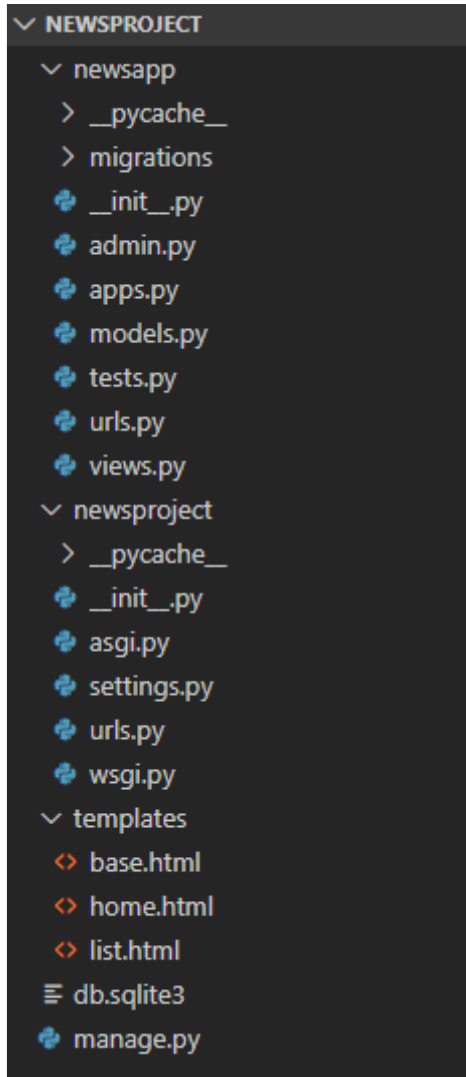 NEWSPROJECT
newsapp
__pycache__
migrations
__init__.py
admin.py
apps.py
models.py
tests.py
urls.py
views.py
newsproject
__pycache__
__init__.py
asgi.py
settings.py
urls.py
wsgi.py
templates
base.html
home.html
list.html
db.sqlite3
manage.py